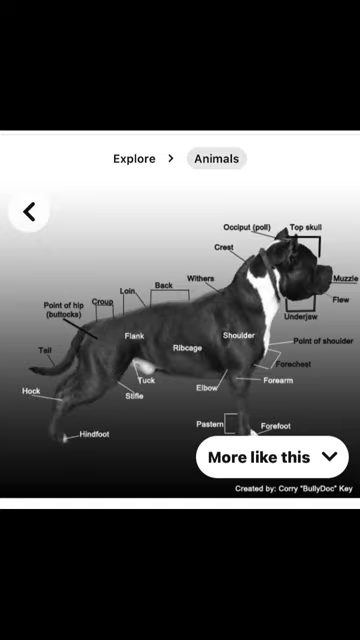 Explore > Animals
Occiput (poll)
Top skull
Crest
Muzzle
Withers
Back
Loin
Flew
Croup
Point of hip
(buttocks)
Underjaw
Flank
Shoulder
Point of shoulder
Ribcage
Tail
Forechest
Tuck
Forearm
Elbow
Hock
Stifle
Pastern
Forefoot
Hindfoot
More like this
Created by: Corry "BullyDoc" Key